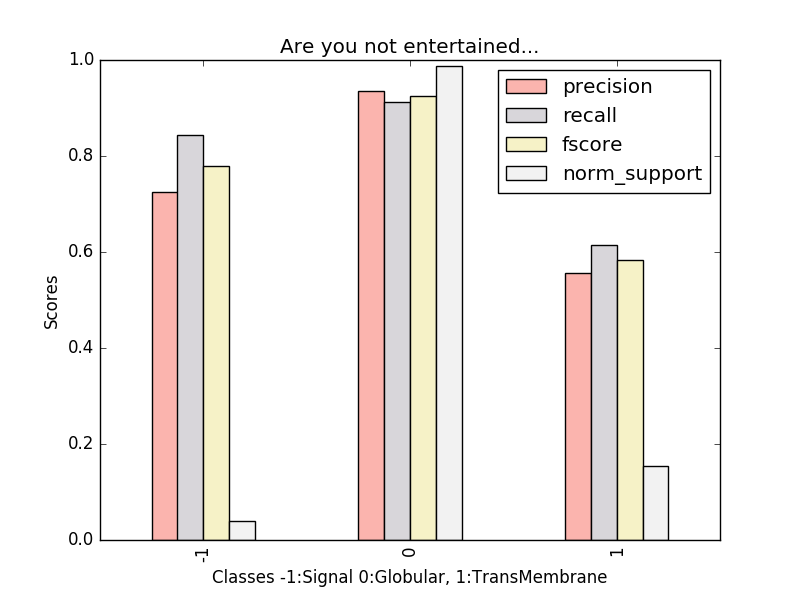 Are you not entertained...
precision
recall
fscore
norm_support
1.0
0.8
0.6
0.4
0.2
0.0
Scores
-1
0
1
Classes -1:Signal 0:Globular, 1:TransMembrane